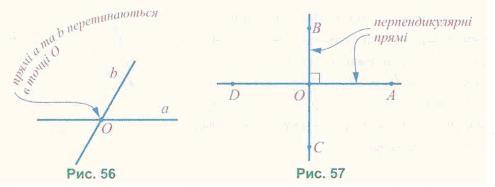 прямі a та b перетинаються
в точці O
b
a
O
Рис. 56
B
перпендикулярні
прямі
D
O
A
C
Рис. 57